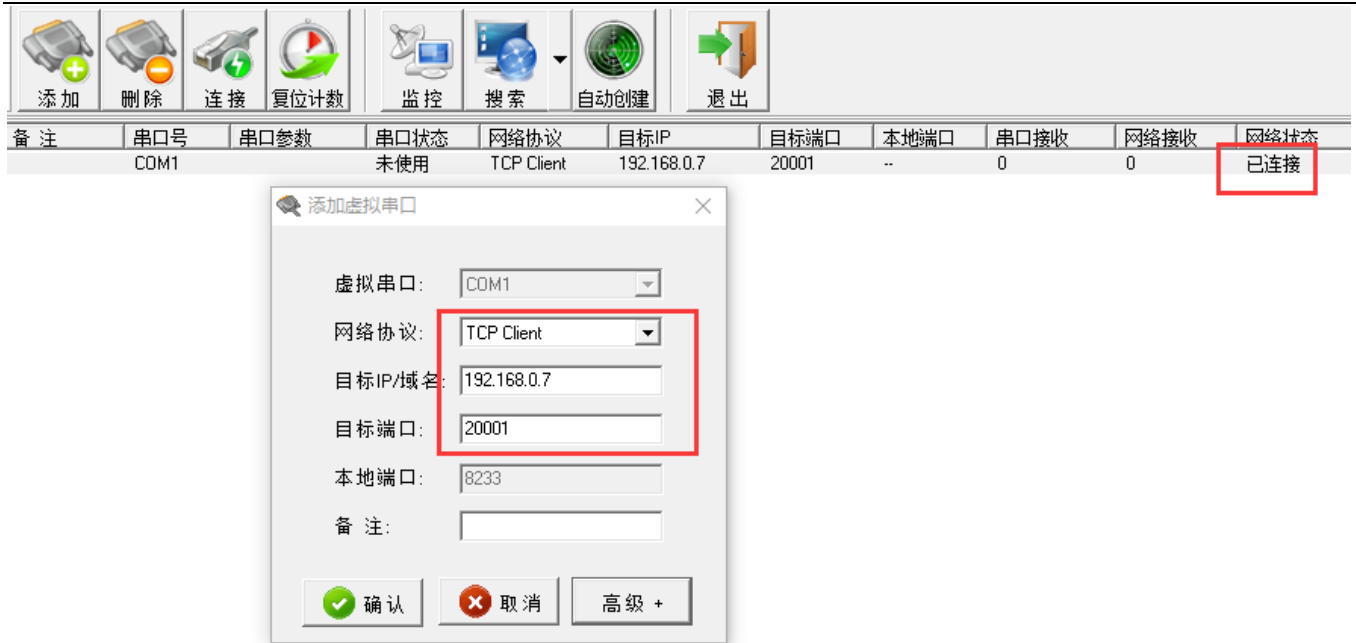 添加 删除 连接 复位计数 监控 搜索 自动创建 退出
备 注 串口号 串口参数 串口状态 网络协议 目标IP 目标端口 本地端口 串口接收 网络接收 网络状态
COM1 未使用 TCP Client 192.168.0.7 20001 -- 0 0 已连接
添加虚拟串口
虚拟串口: COM1
网络协议: TCP Client
目标IP/域名: 192.168.0.7
目标端口: 20001
本地端口: 8233
备 注:
确认 取消 高级 +